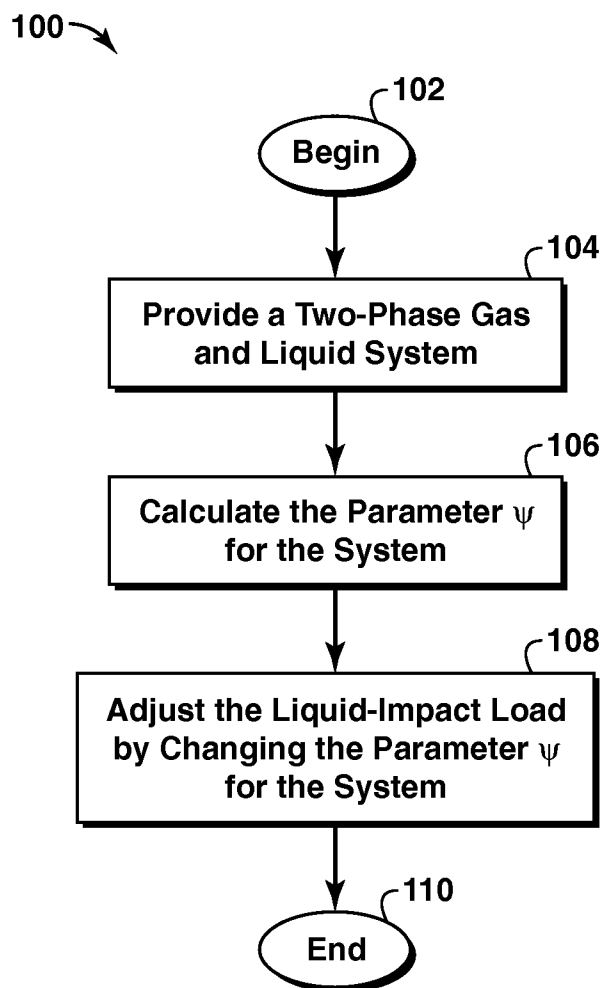 100
102
Begin
104
Provide a Two-Phase Gas
and Liquid System
106
Calculate the Parameter ψ
for the System
108
Adjust the Liquid-Impact Load
by Changing the Parameter ψ
for the System
110
End